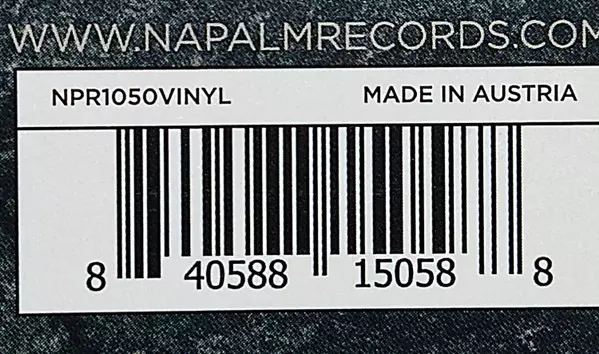 WWW.NAPALMRECORDS.COM
NPR1050VINYL MADE IN AUSTRIA
8 40588 15058 8